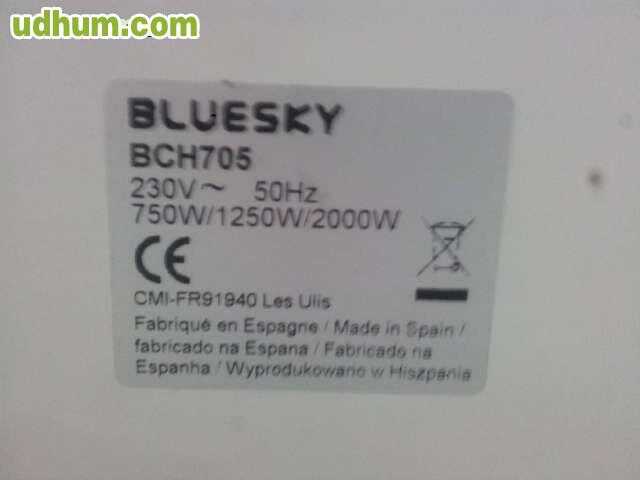 udhum.com
BLUESKY
BCH705
230V~ 50Hz
750W/1250W/2000W
CE
CMI-FR91940 Les Ulis
Fabriqué en Espagne / Made in Spain /
fabricado na Espana / Fabricado na
Espanha / Wyprodukowano w Hiszpania